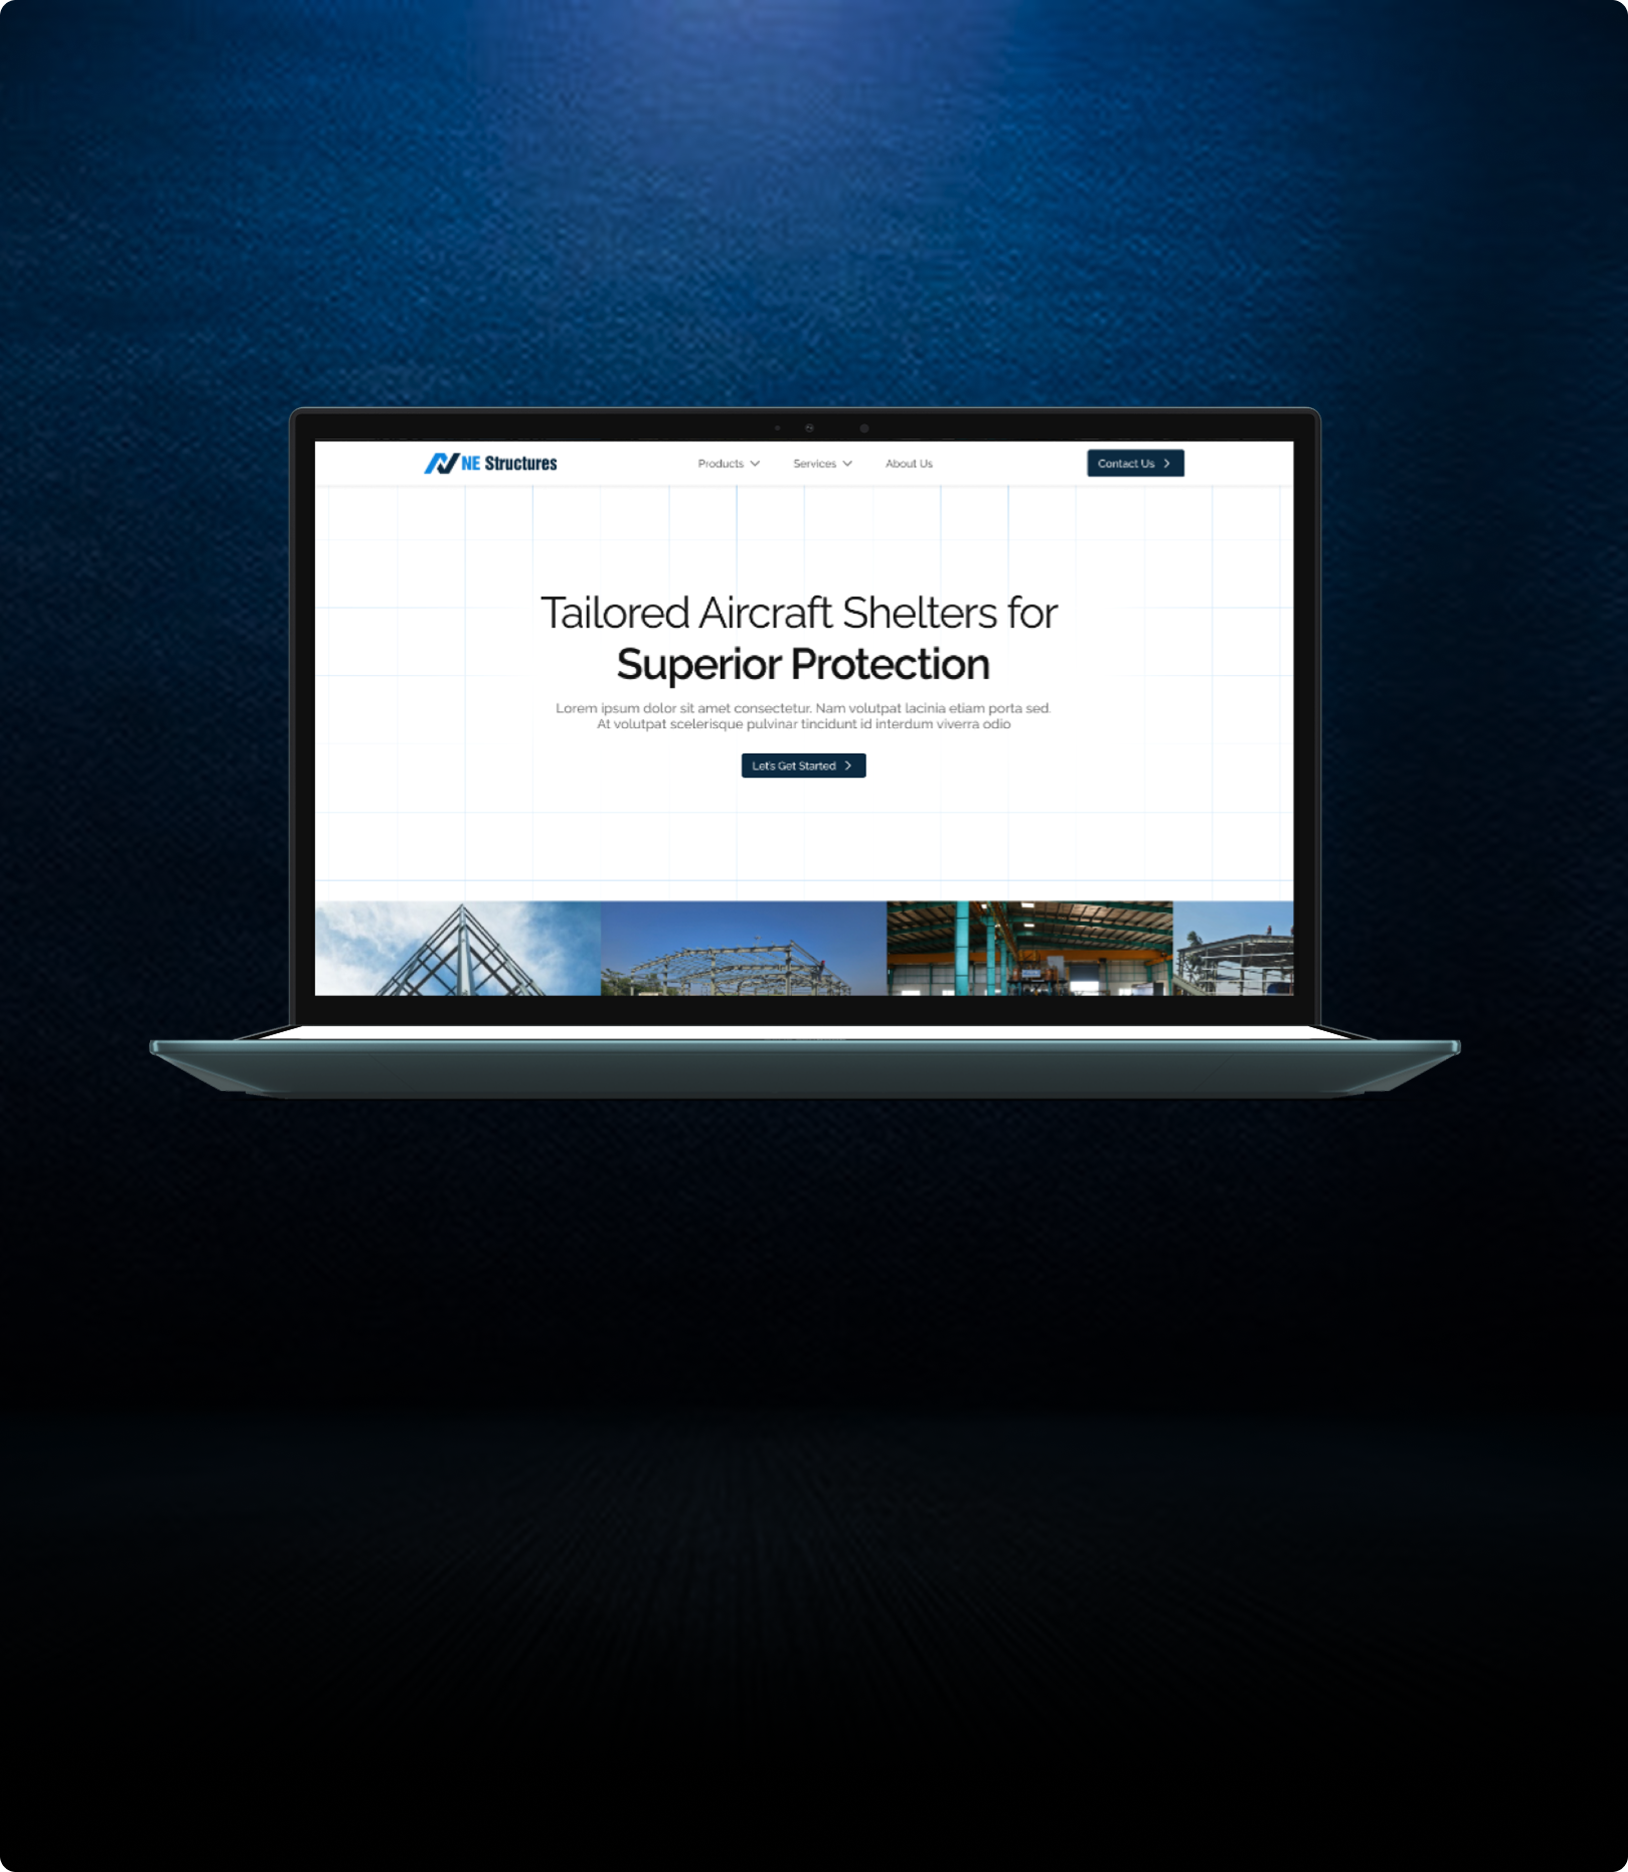 NE Structures
Products
Services
About Us
Contact Us
Tailored Aircraft Shelters for
Superior Protection
Lorem ipsum dolor sit amet consectetur. Nam volutpat lacinia etiam porta sed.
At volutpat scelerisque pulvinar tincidunt id interdum viverra odio
Let's Get Started